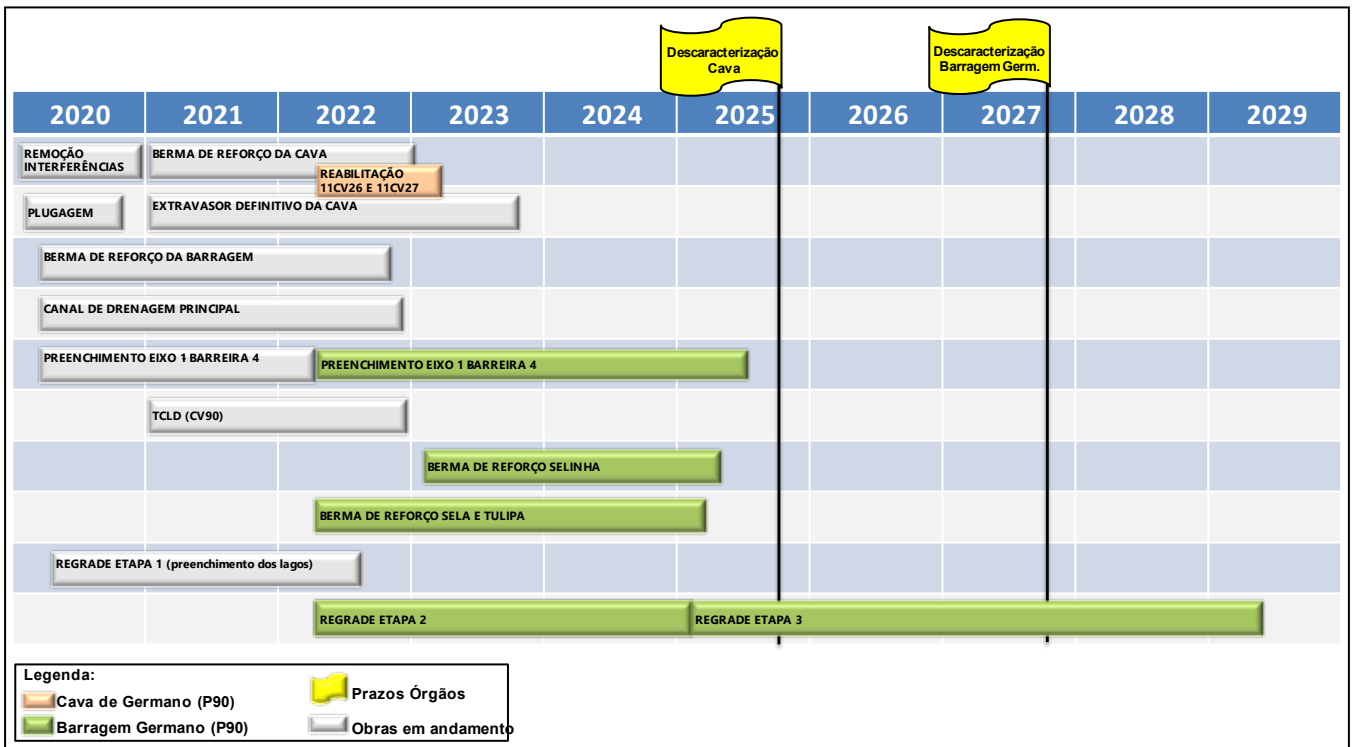 Descaracterização
Cava
Descaracterização
Barragem Germ.
2020 2021 2022 2023 2024 2025 2026 2027 2028 2029
REMOÇÃO
INTERFERÊNCIAS
BERMA DE REFORÇO DA CAVA
REABILITAÇÃO
11CV26 E 11CV27
PLUGAGEM
EXTRAVASOR DEFINITIVO DA CAVA
BERMA DE REFORÇO DA BARRAGEM
CANAL DE DRENAGEM PRINCIPAL
PREENCHIMENTO EIXO 1 BARREIRA 4
PREENCHIMENTO EIXO 1 BARREIRA 4
TCLD (CV90)
BERMA DE REFORÇO SELINHA
BERMA DE REFORÇO SELA E TULIPA
REGRADE ETAPA 1 (preenchimento dos lagos)
REGRADE ETAPA 2
REGRADE ETAPA 3
Legenda:
Cava de Germano (P90)
Prazos Órgãos
Barragem Germano (P90)
Obras em andamento